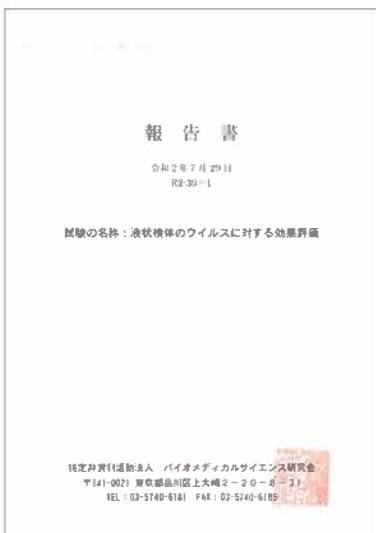 報告書
令和2年7月29日
R2-39-1
試験の名称：液状検体のウイルスに対する効果評価
特定非営利活動法人 バイオメディカルサイエンス研究会
〒141-0021 東京都品川区上大崎2－20－8－3F
TEL：03-5740-6181 FAX：03-5740-6185